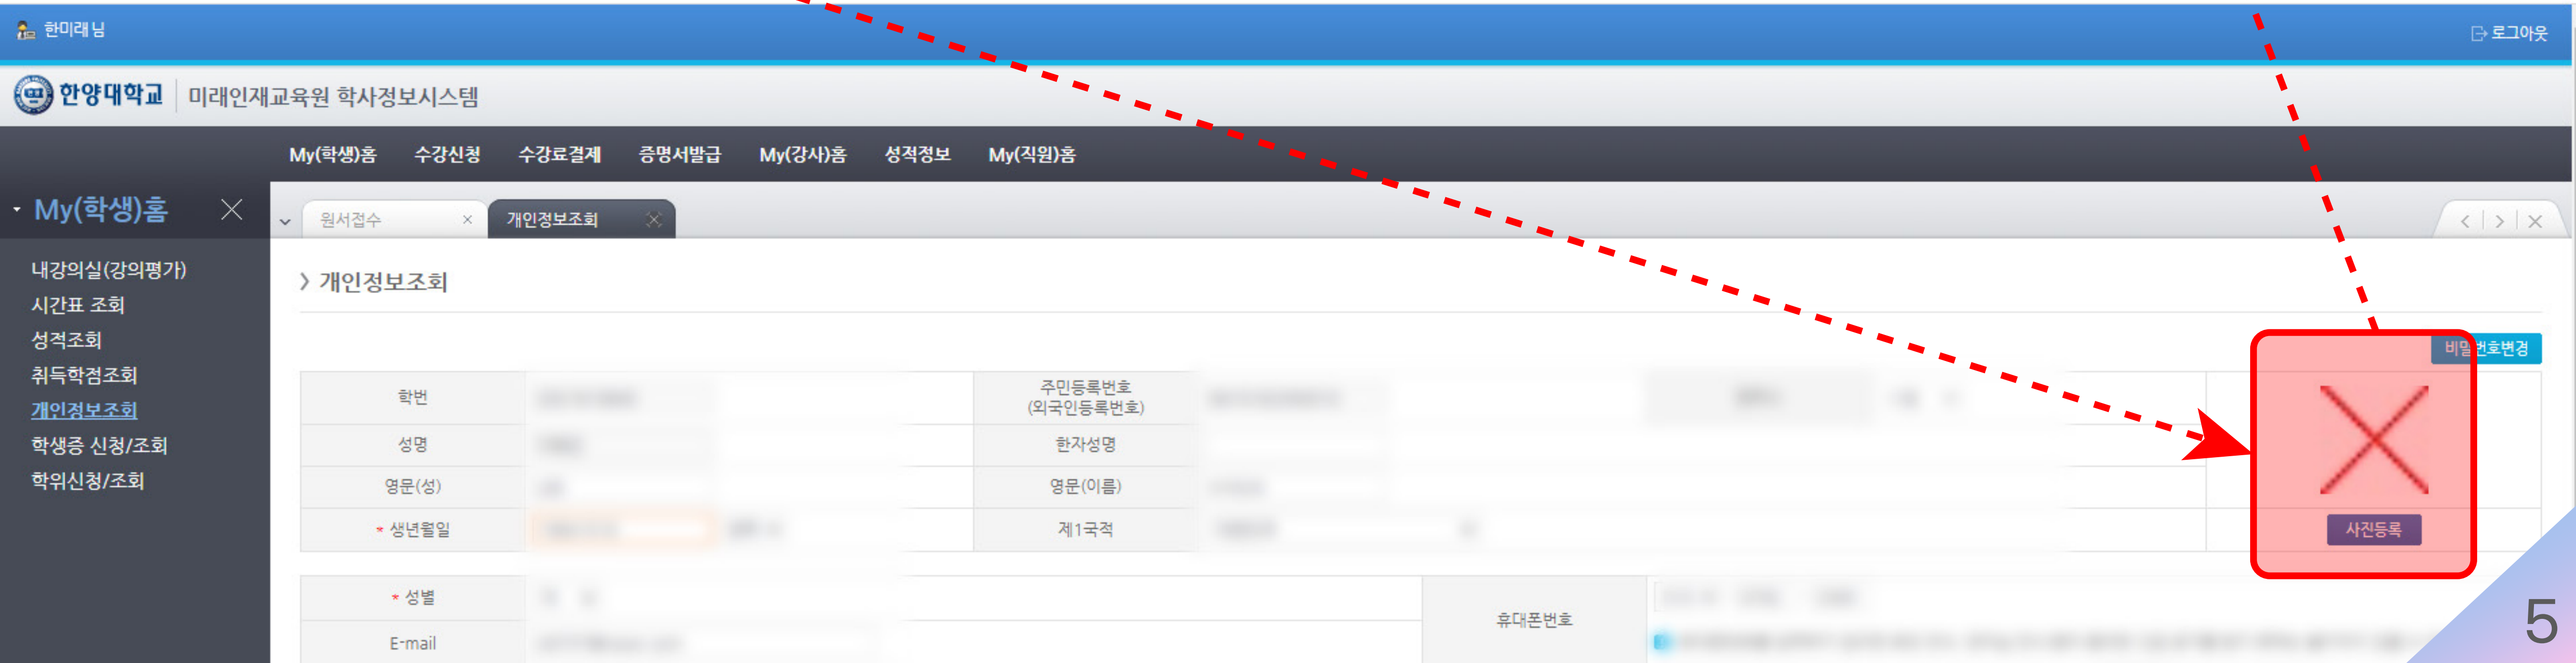 한미래 님
로그아웃
한양대학교 미래인재교육원 학사정보시스템
My(학생)홈 수강신청 수강료결제 증명서발급 My(강사)홈 성적정보 My(직원)홈
My(학생)홈
원서접수 개인정보조회
내강의실(강의평가)
시간표 조회
성적조회
취득학점조회
개인정보조회
학생증 신청/조회
학위신청/조회
개인정보조회
비밀번호변경
학번 주민등록번호
(외국인등록번호)
성명 한자성명
영문(성) 영문(이름)
* 생년월일 제1국적
사진등록
* 성별 휴대폰번호
E-mail
5